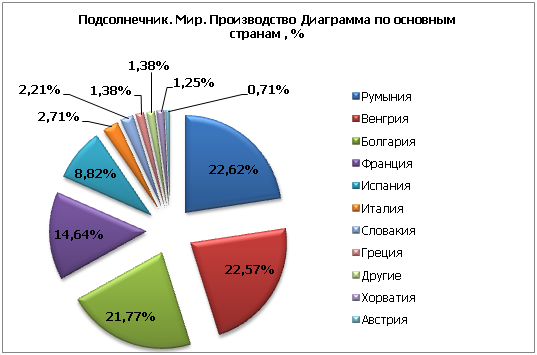 Подсолнечник. Мир. Производство Диаграмма по основным
странам , %
1,38%
2,21%
1,38%
1,25%
0,71%
2,71%
8,82%
22,62%
14,64%
22,57%
21,77%
Румыния
Венгрия
Болгария
Франция
Испания
Италия
Словакия
Греция
Другие
Хорватия
Австрия